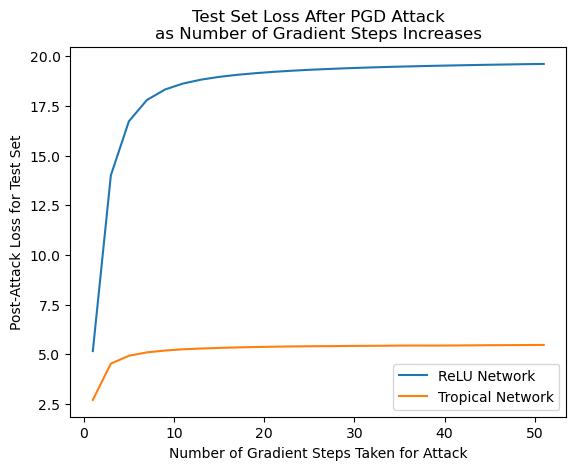 Test Set Loss After PGD Attack
as Number of Gradient Steps Increases
Post-Attack Loss for Test Set
20.0
17.5
15.0
12.5
10.0
7.5
5.0
2.5
0
10
20
30
40
50
Number of Gradient Steps Taken for Attack
ReLU Network
Tropical Network